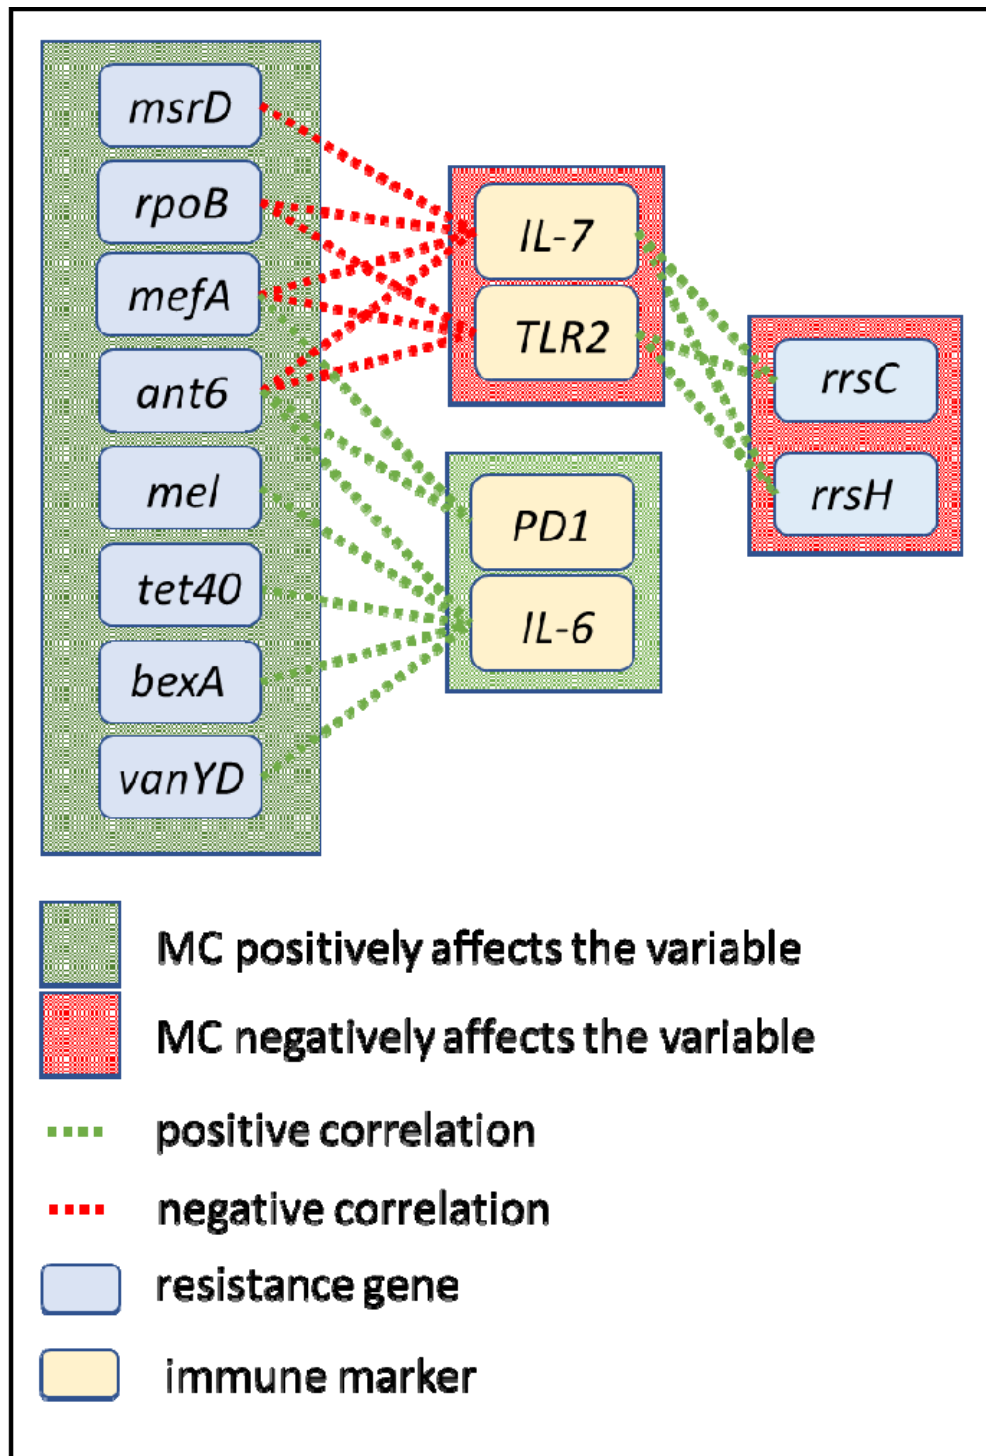 msrD
rpoB
mefA
ant6
mel
tet40
bexA
vanYD
IL-7
TLR2
PD1
IL-6
rrsC
rrsH
MC positively affects the variable
MC negatively affects the variable
positive correlation
negative correlation
resistance gene
immune marker